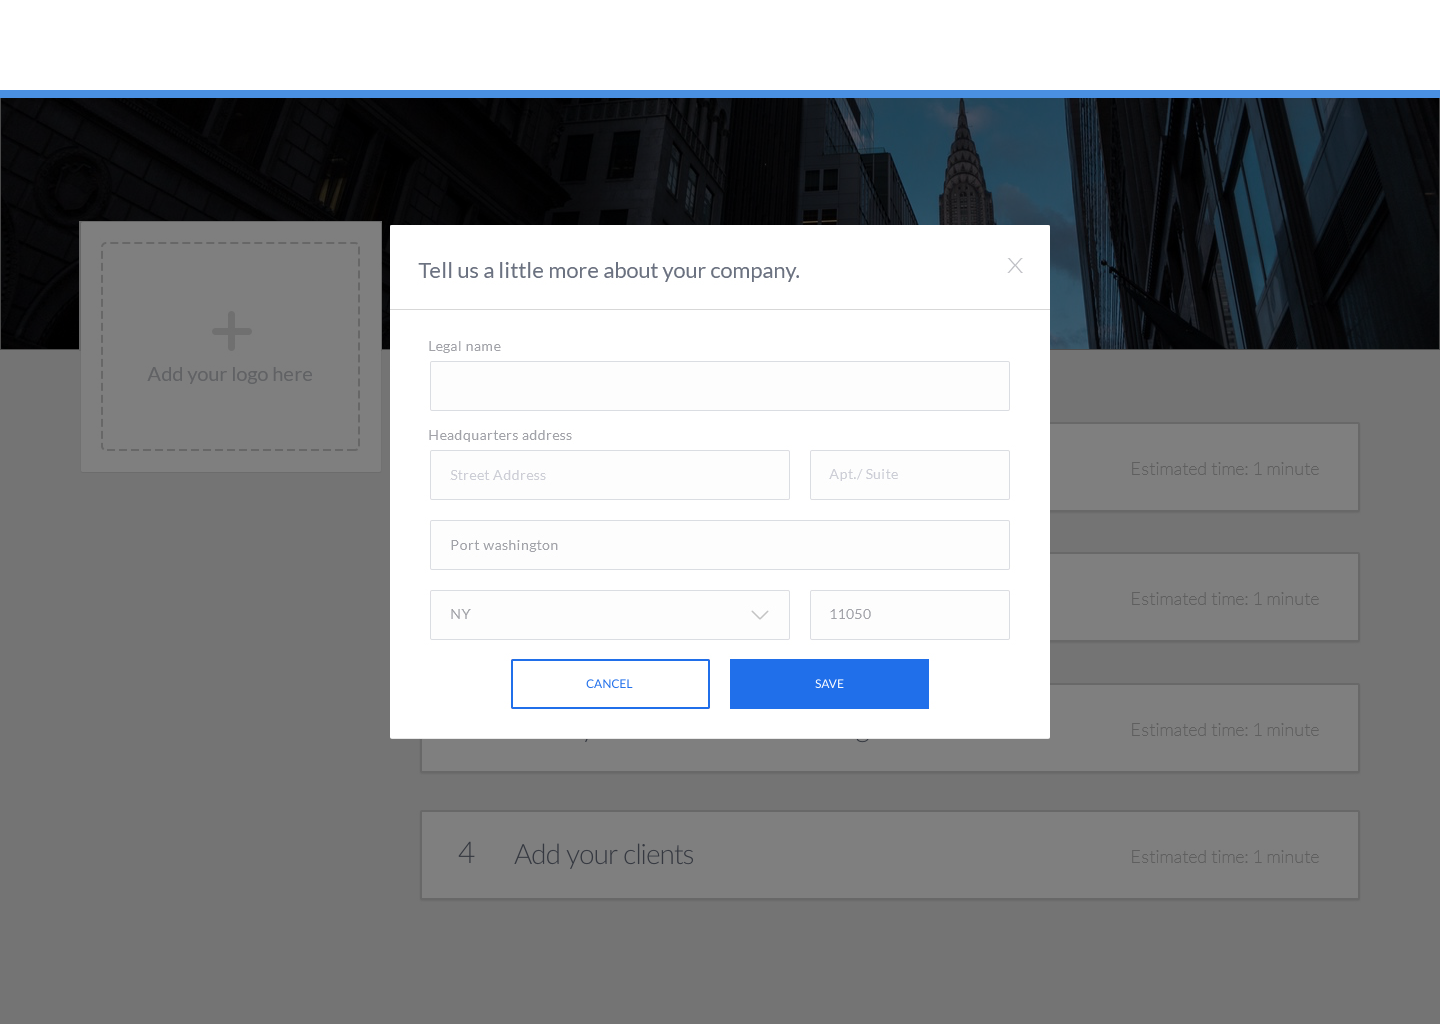 Tell us a little more about your company.
Legal name
Add your logo here
Headquarters address
Street Address
Apt./ Suite
Estimated time: 1 minute
Port washington
NY
11050
Estimated time: 1 minute
CANCEL
SAVE
Estimated time: 1 minute
4
Add your clients
Estimated time: 1 minute